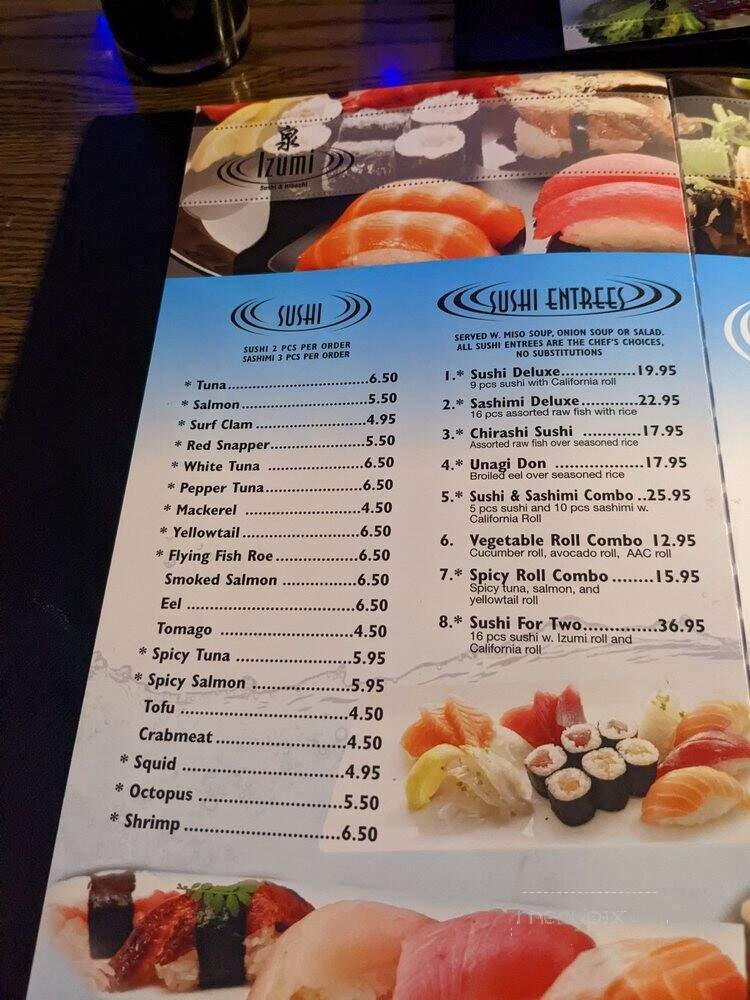 泉
Izumi
Sushi & Hibachi
SUSHI
SUSHI 2 PCS PER ORDER
SASHIMI 3 PCS PER ORDER
* Tuna..............................6.50
* Salmon............................5.50
* Surf Clam .........................4.95
* Red Snapper.....................5.50
* White Tuna ......................6.50
* Pepper Tuna.....................6.50
* Mackerel .........................4.50
* Yellowtail.........................6.50
* Flying Fish Roe.................6.50
Smoked Salmon ...............6.50
Eel ..................................6.50
Tomago ...........................4.50
* Spicy Tuna .......................5.95
* Spicy Salmon ....................5.95
Tofu ................................4.50
Crabmeat.........................4.50
* Squid ...............................4.95
* Octopus ...........................5.50
* Shrimp.............................6.50
SUSHI ENTREES
SERVED W. MISO SOUP, ONION SOUP OR SALAD.
ALL SUSHI ENTREES ARE THE CHEF'S CHOICES,
NO SUBSTITUTIONS
1.* Sushi Deluxe...............19.95
9 pcs sushi with California roll
2.* Sashimi Deluxe............22.95
16 pcs assorted raw fish with rice
3.* Chirashi Sushi ............17.95
Assorted raw fish over seasoned rice
4.* Unagi Don ..................17.95
Broiled eel over seasoned rice
5.* Sushi & Sashimi Combo ..25.95
5 pcs sushi and 10 pcs sashimi w.
California Roll
6. Vegetable Roll Combo 12.95
Cucumber roll, avocado roll, AAC roll
7.* Spicy Roll Combo ........15.95
Spicy tuna, salmon, and
yellowtail roll
8.* Sushi For Two..............36.95
16 pcs sushi w. Izumi roll and
California roll